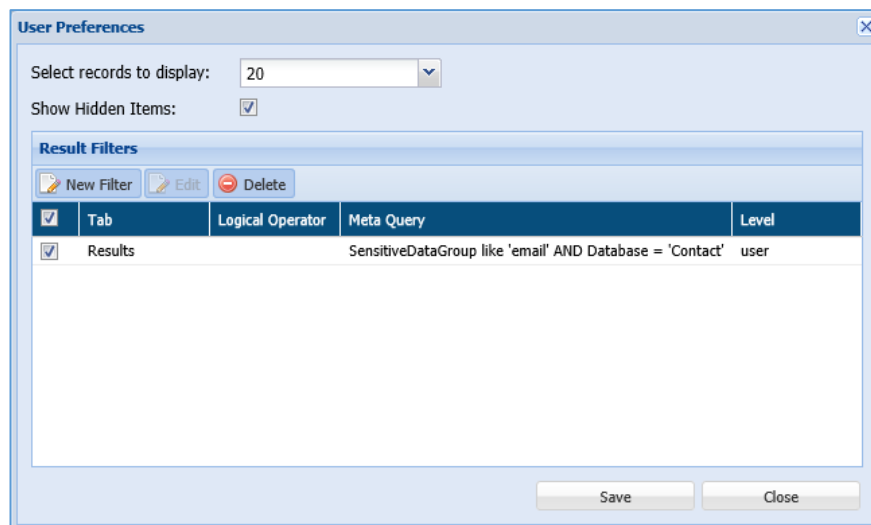 User Preferences
Select records to display: 20
Show Hidden Items:
Result Filters
New Filter Edit Delete
Tab Logical Operator Meta Query Level
Results SensitiveDataGroup like 'email' AND Database = 'Contact' user
Save Close